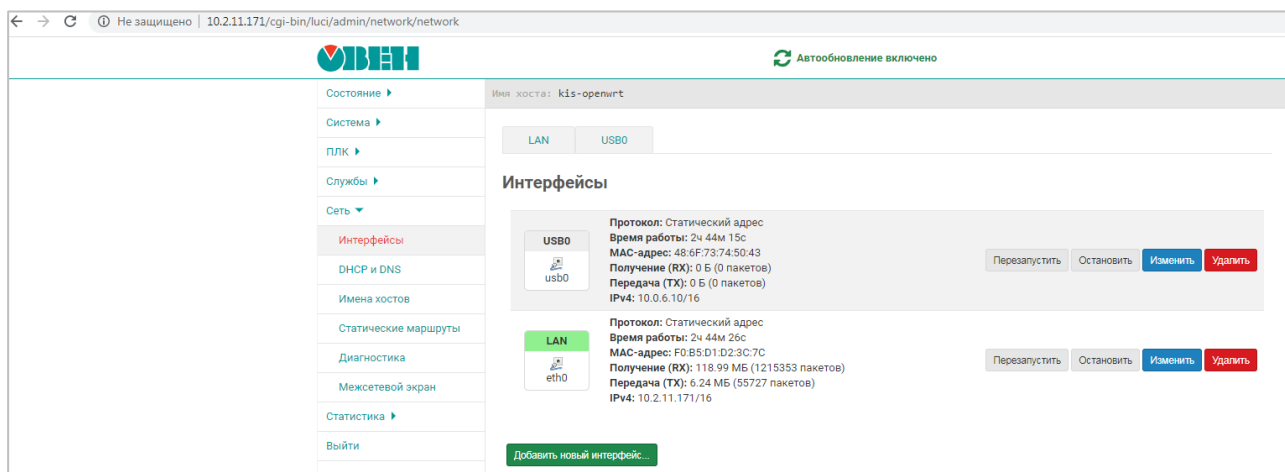 Не защищено | 10.2.11.171/cgi-bin/luci/admin/network/network
ОВЕН
Автообновление включено
Состояние
Система
ПЛК
Службы
Сеть
Интерфейсы
DHCP и DNS
Имена хостов
Статические маршруты
Диагностика
Межсетевой экран
Статистика
Выйти
Имя хоста: kis-openwrt
LAN USB0
Интерфейсы
USB0
usb0
Протокол: Статический адрес
Время работы: 2ч 44м 15с
MAC-адрес: 48:6F:73:74:50:43
Получение (RX): 0 Б (0 пакетов)
Передача (TX): 0 Б (0 пакетов)
IPv4: 10.0.6.10/16
Перезапустить Остановить Изменить Удалить
LAN
eth0
Протокол: Статический адрес
Время работы: 2ч 44м 26с
MAC-адрес: F0:B5:D1:D2:3C:7C
Получение (RX): 118.99 МБ (1215353 пакетов)
Передача (TX): 6.24 МБ (55727 пакетов)
IPv4: 10.2.11.171/16
Перезапустить Остановить Изменить Удалить
Добавить новый интерфейс...